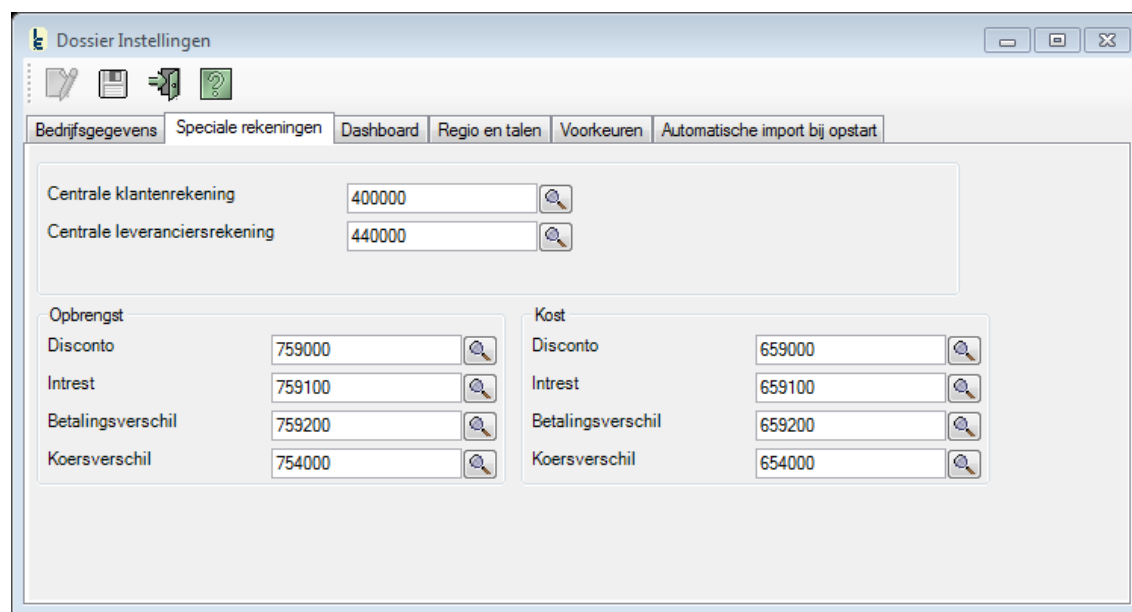 Dossier Instellingen
Bedrijfsgegevens Speciale rekeningen Dashboard Regio en talen Voorkeuren Automatische import bij opstart
Centrale klantenrekening 400000
Centrale leveranciersrekening 440000
Opbrengst
Disconto 759000
Intrest 759100
Betalingsverschil 759200
Koersverschil 754000
Kost
Disconto 659000
Intrest 659100
Betalingsverschil 659200
Koersverschil 654000